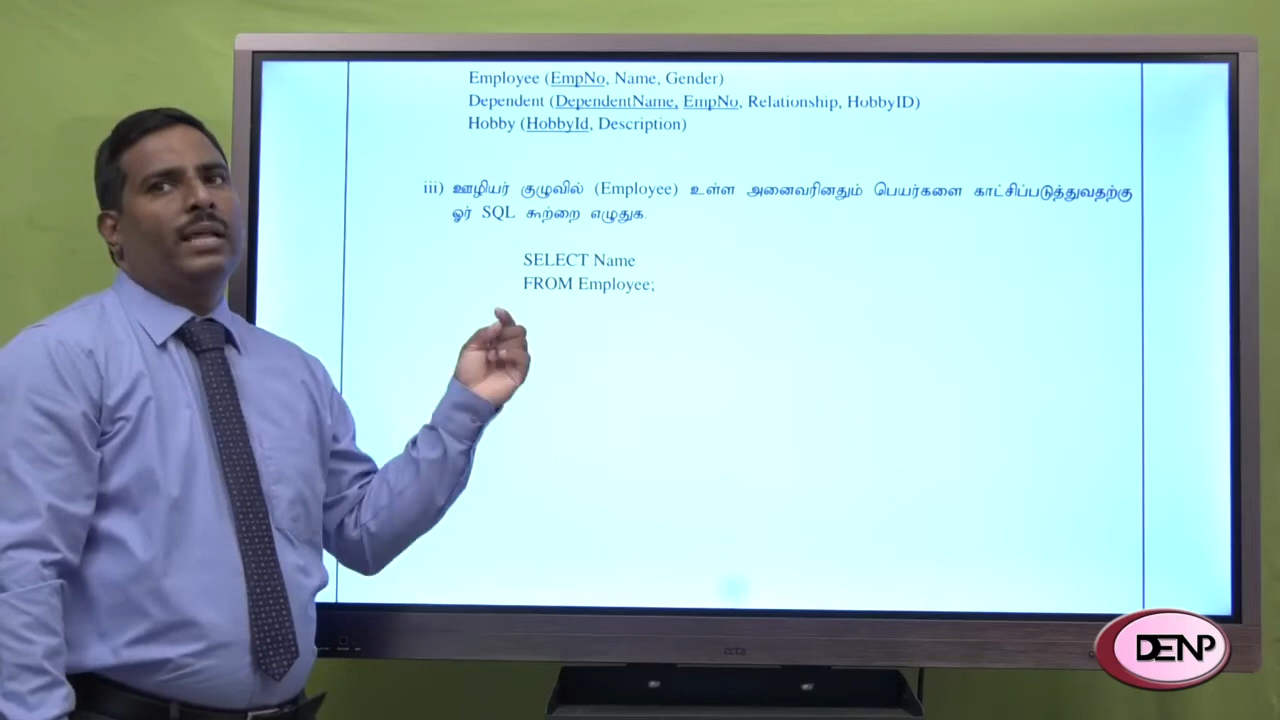 Employee (EmpNo, Name, Gender)
Dependent (DependentName, EmpNo, Relationship, HobbyID)
Hobby (HobbyId, Description)
iii) ஊழியர் குழுவில் (Employee) உள்ள அனைவரினதும் பெயர்களை காட்சிப்படுத்துவதற்கு
ஓர் SQL கூற்றை எழுதுக.
SELECT Name
FROM Employee;
DENP